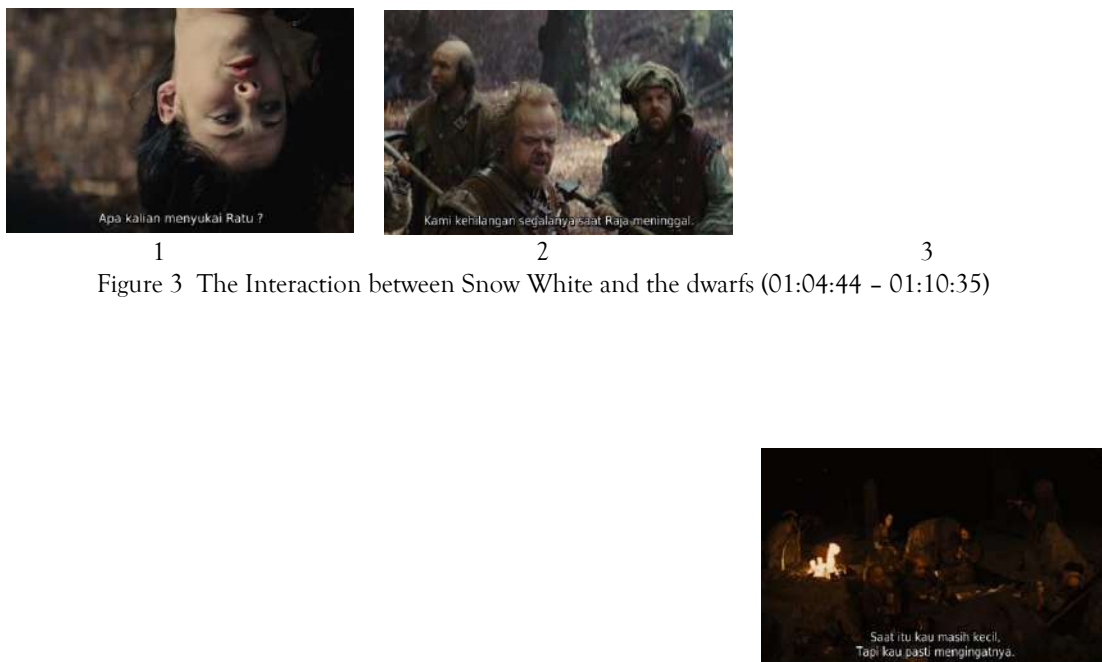 Apa kalian menyukai Ratu ?
Kami kehilangan segalanya saat Raja meninggal.
1 2 3
Figure 3 The Interaction between Snow White and the dwarfs (01:04:44 – 01:10:35)
Saat itu kau masih kecil,
Tapi kau pasti mengingatnya.